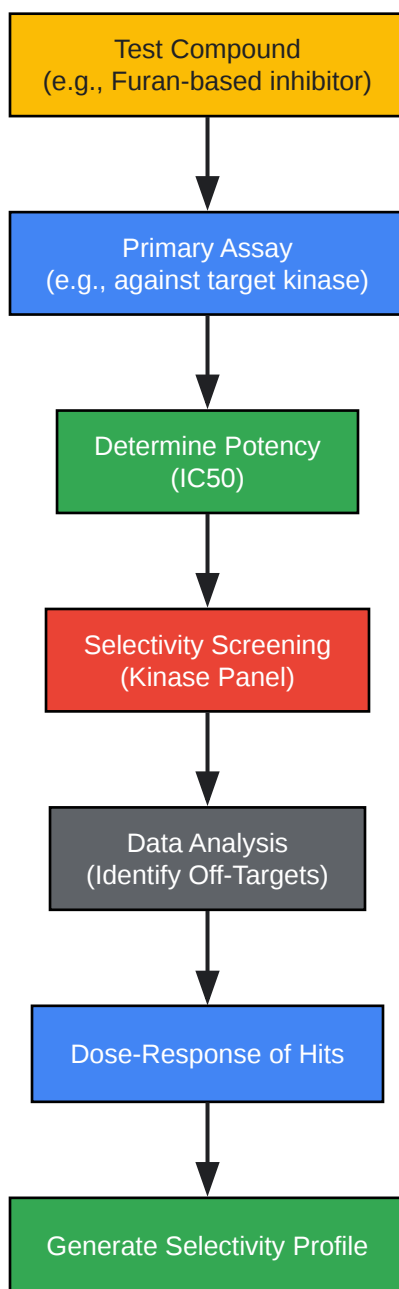 Test Compound
(e.g., Furan-based inhibitor)
Primary Assay
(e.g., against target kinase)
Determine Potency
(IC50)
Selectivity Screening
(Kinase Panel)
Data Analysis
(Identify Off-Targets)
Dose-Response of Hits
Generate Selectivity Profile